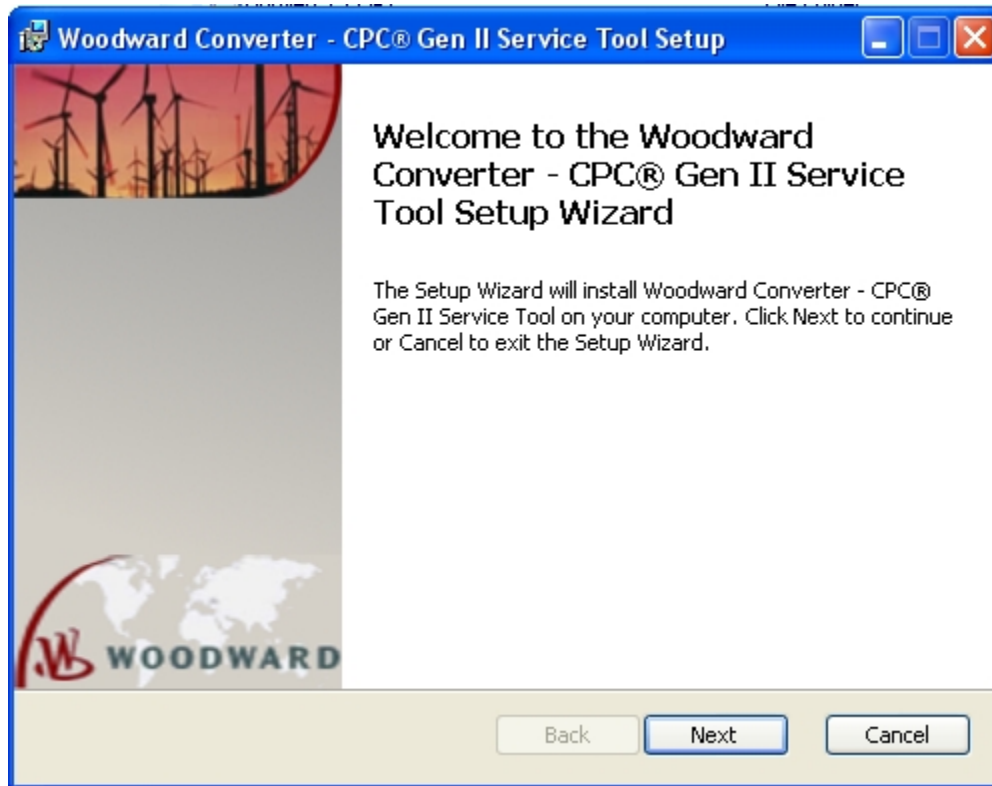 Woodward Converter - CPC® Gen II Service Tool Setup
Welcome to the Woodward
Converter - CPC® Gen II Service
Tool Setup Wizard
The Setup Wizard will install Woodward Converter - CPC®
Gen II Service Tool on your computer. Click Next to continue
or Cancel to exit the Setup Wizard.
W WOODWARD
Back Next Cancel